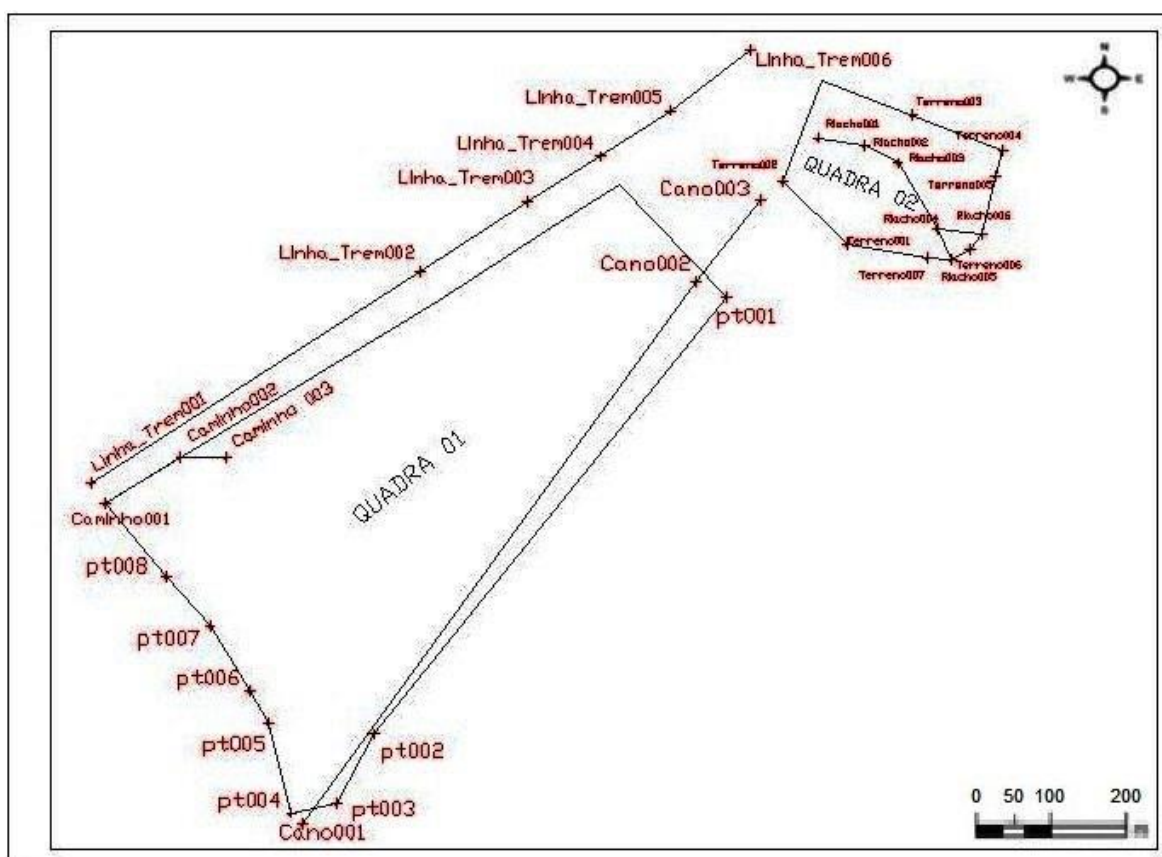 N
W E
S
LInha_Trem006
LInha_Trem005
Terreno003
Riacho001
Terreno004
Riacho002
LInha_Trem004
Riacho003
Terreno002
QUADRA 02
LInha_Trem003
Cano003
Terreno005
Riacho004
Riacho006
Terreno001
LInha_Trem002
Cano002
Terreno006
Terreno007
Riacho005
pt001
LInha_Trem001
Caminho002
Caminho 003
QUADRA 01
Caminho001
pt008
pt007
pt006
pt005
pt002
pt004
pt003
Cano001
0 50 100 200
m